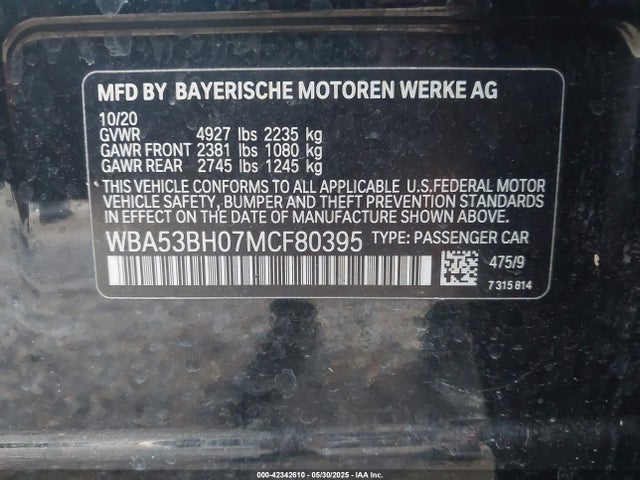 MFD BY BAYERISCHE MOTOREN WERKE AG
10/20
GVWR 4927 lbs 2235 kg
GAWR FRONT 2381 lbs 1080 kg
GAWR REAR 2745 lbs 1245 kg
THIS VEHICLE CONFORMS TO ALL APPLICABLE U.S.FEDERAL MOTOR
VEHICLE SAFETY, BUMPER AND THEFT PREVENTION STANDARDS
IN EFFECT ON THE DATE OF MANUFACTURE SHOWN ABOVE.
WBA53BH07MCF80395 TYPE: PASSENGER CAR
475/9
7 315 814
000-42342610 - 05/30/2025 - IAA Inc.